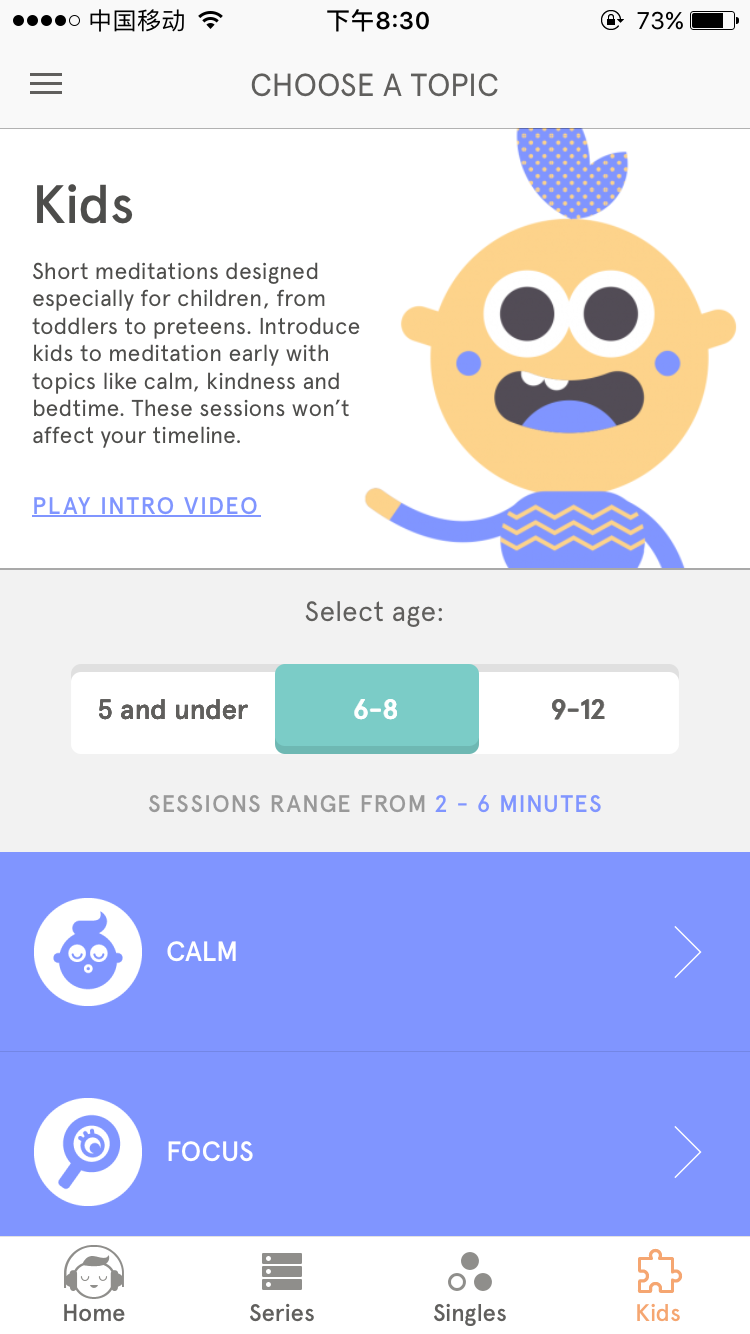 中国移动 下午8:30 73%
CHOOSE A TOPIC
Kids
Short meditations designed
especially for children, from
toddlers to preteens. Introduce
kids to meditation early with
topics like calm, kindness and
bedtime. These sessions won’t
affect your timeline.
PLAY INTRO VIDEO
Select age:
5 and under 6-8 9-12
SESSIONS RANGE FROM 2 - 6 MINUTES
CALM
FOCUS
Home Series Singles Kids